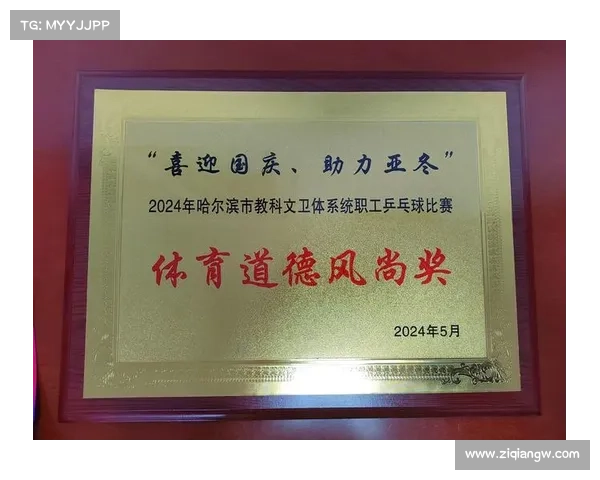 TG: MYYJJPP
“喜迎国庆、助力亚冬”
2024年哈尔滨市教科文卫体系统职工乒乓球比赛
体育道德风尚奖
2024年5月
www.ziqiangw.com